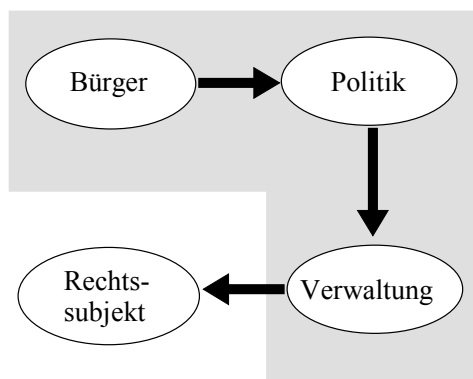 Bürger
Politik
Rechts-
subjekt
Verwaltung